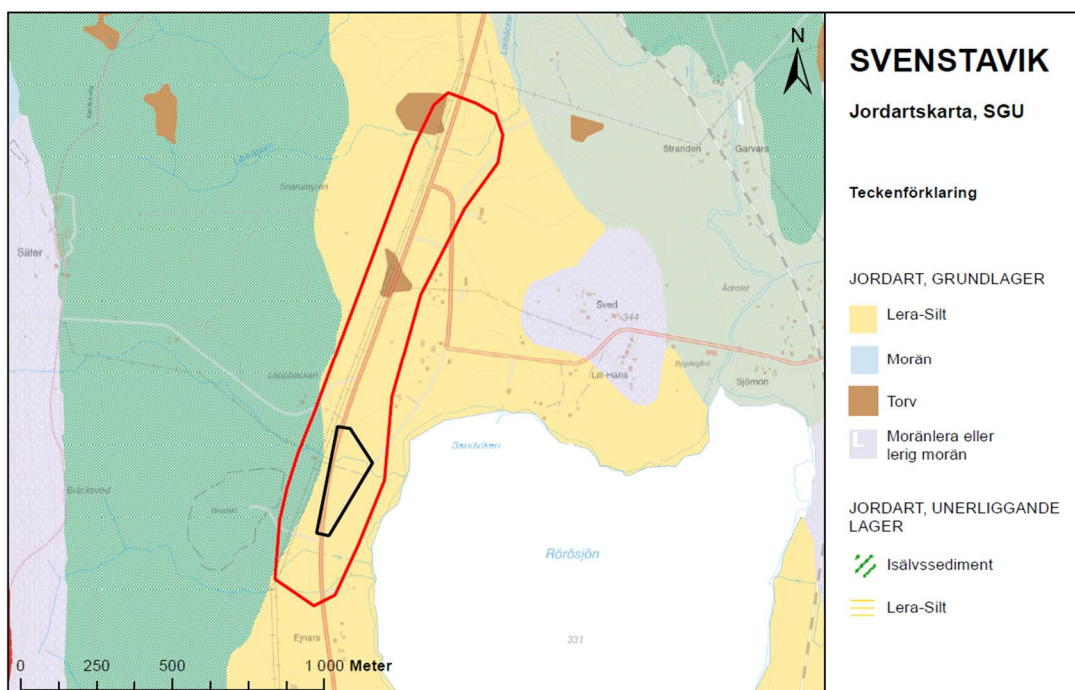 SVENSTAVIK
Jordartskarta, SGU
Teckenförklaring
JORDART, GRUNDLAGER
Lera-Silt
Morän
Torv
L
Moränlera eller
lerig morän
JORDART, UNERLIGGANDE
LAGER
Isälvssediment
Lera-Silt
N
Stranden
Garvars
Säter
Sved
344
Ådrolet
Lill-Hans
Bygdegård
Sjömon
Sandviken
Bräcksved
Rörösjön
331
Ejnars
0 250 500 1 000 Meter